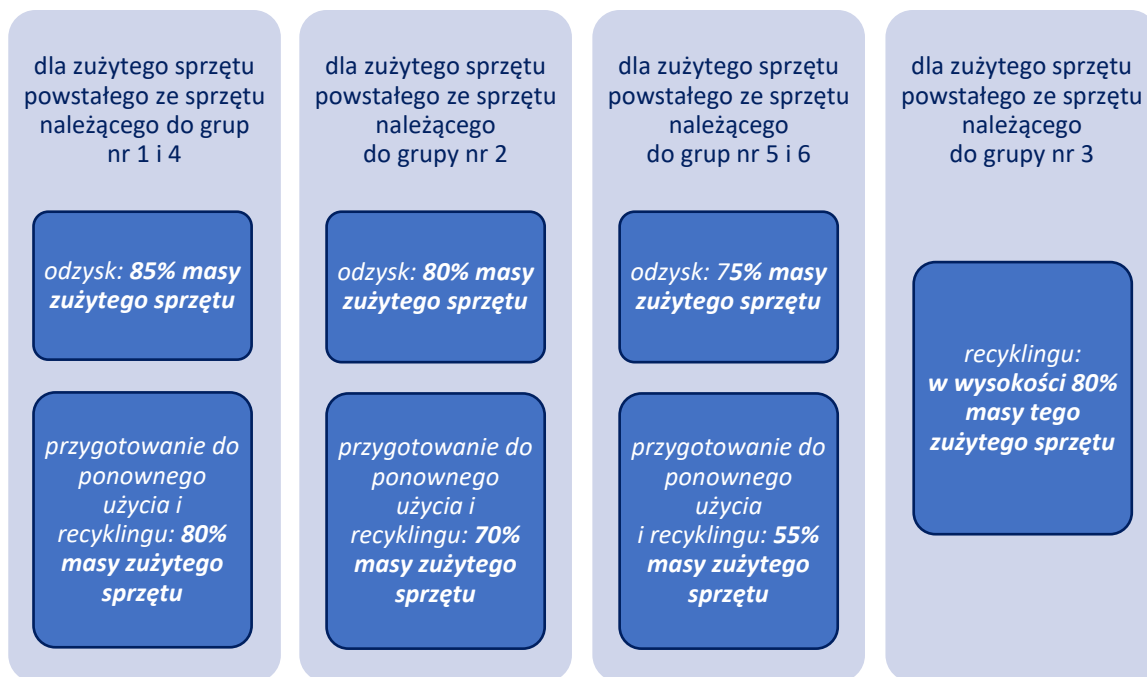 dla zużytego sprzętu
powstałego ze sprzętu
należącego do grup
nr 1 i 4
odzysk: 85% masy
zużytego sprzętu
przygotowanie do
ponownego
użycia i
recyklingu: 80%
masy zużytego
sprzętu
dla zużytego sprzętu
powstałego ze sprzętu
należącego
do grupy nr 2
odzysk: 80% masy
zużytego sprzętu
przygotowanie do
ponownego
użycia i
recyklingu: 70%
masy zużytego
sprzętu
dla zużytego sprzętu
powstałego ze sprzętu
należącego
do grup nr 5 i 6
odzysk: 75% masy
zużytego sprzętu
przygotowanie do
ponownego
użycia
i recyklingu: 55%
masy zużytego
sprzętu
dla zużytego sprzętu
powstałego ze sprzętu
należącego
do grupy nr 3
recyklingu:
w wysokości 80%
masy tego
zużytego sprzętu